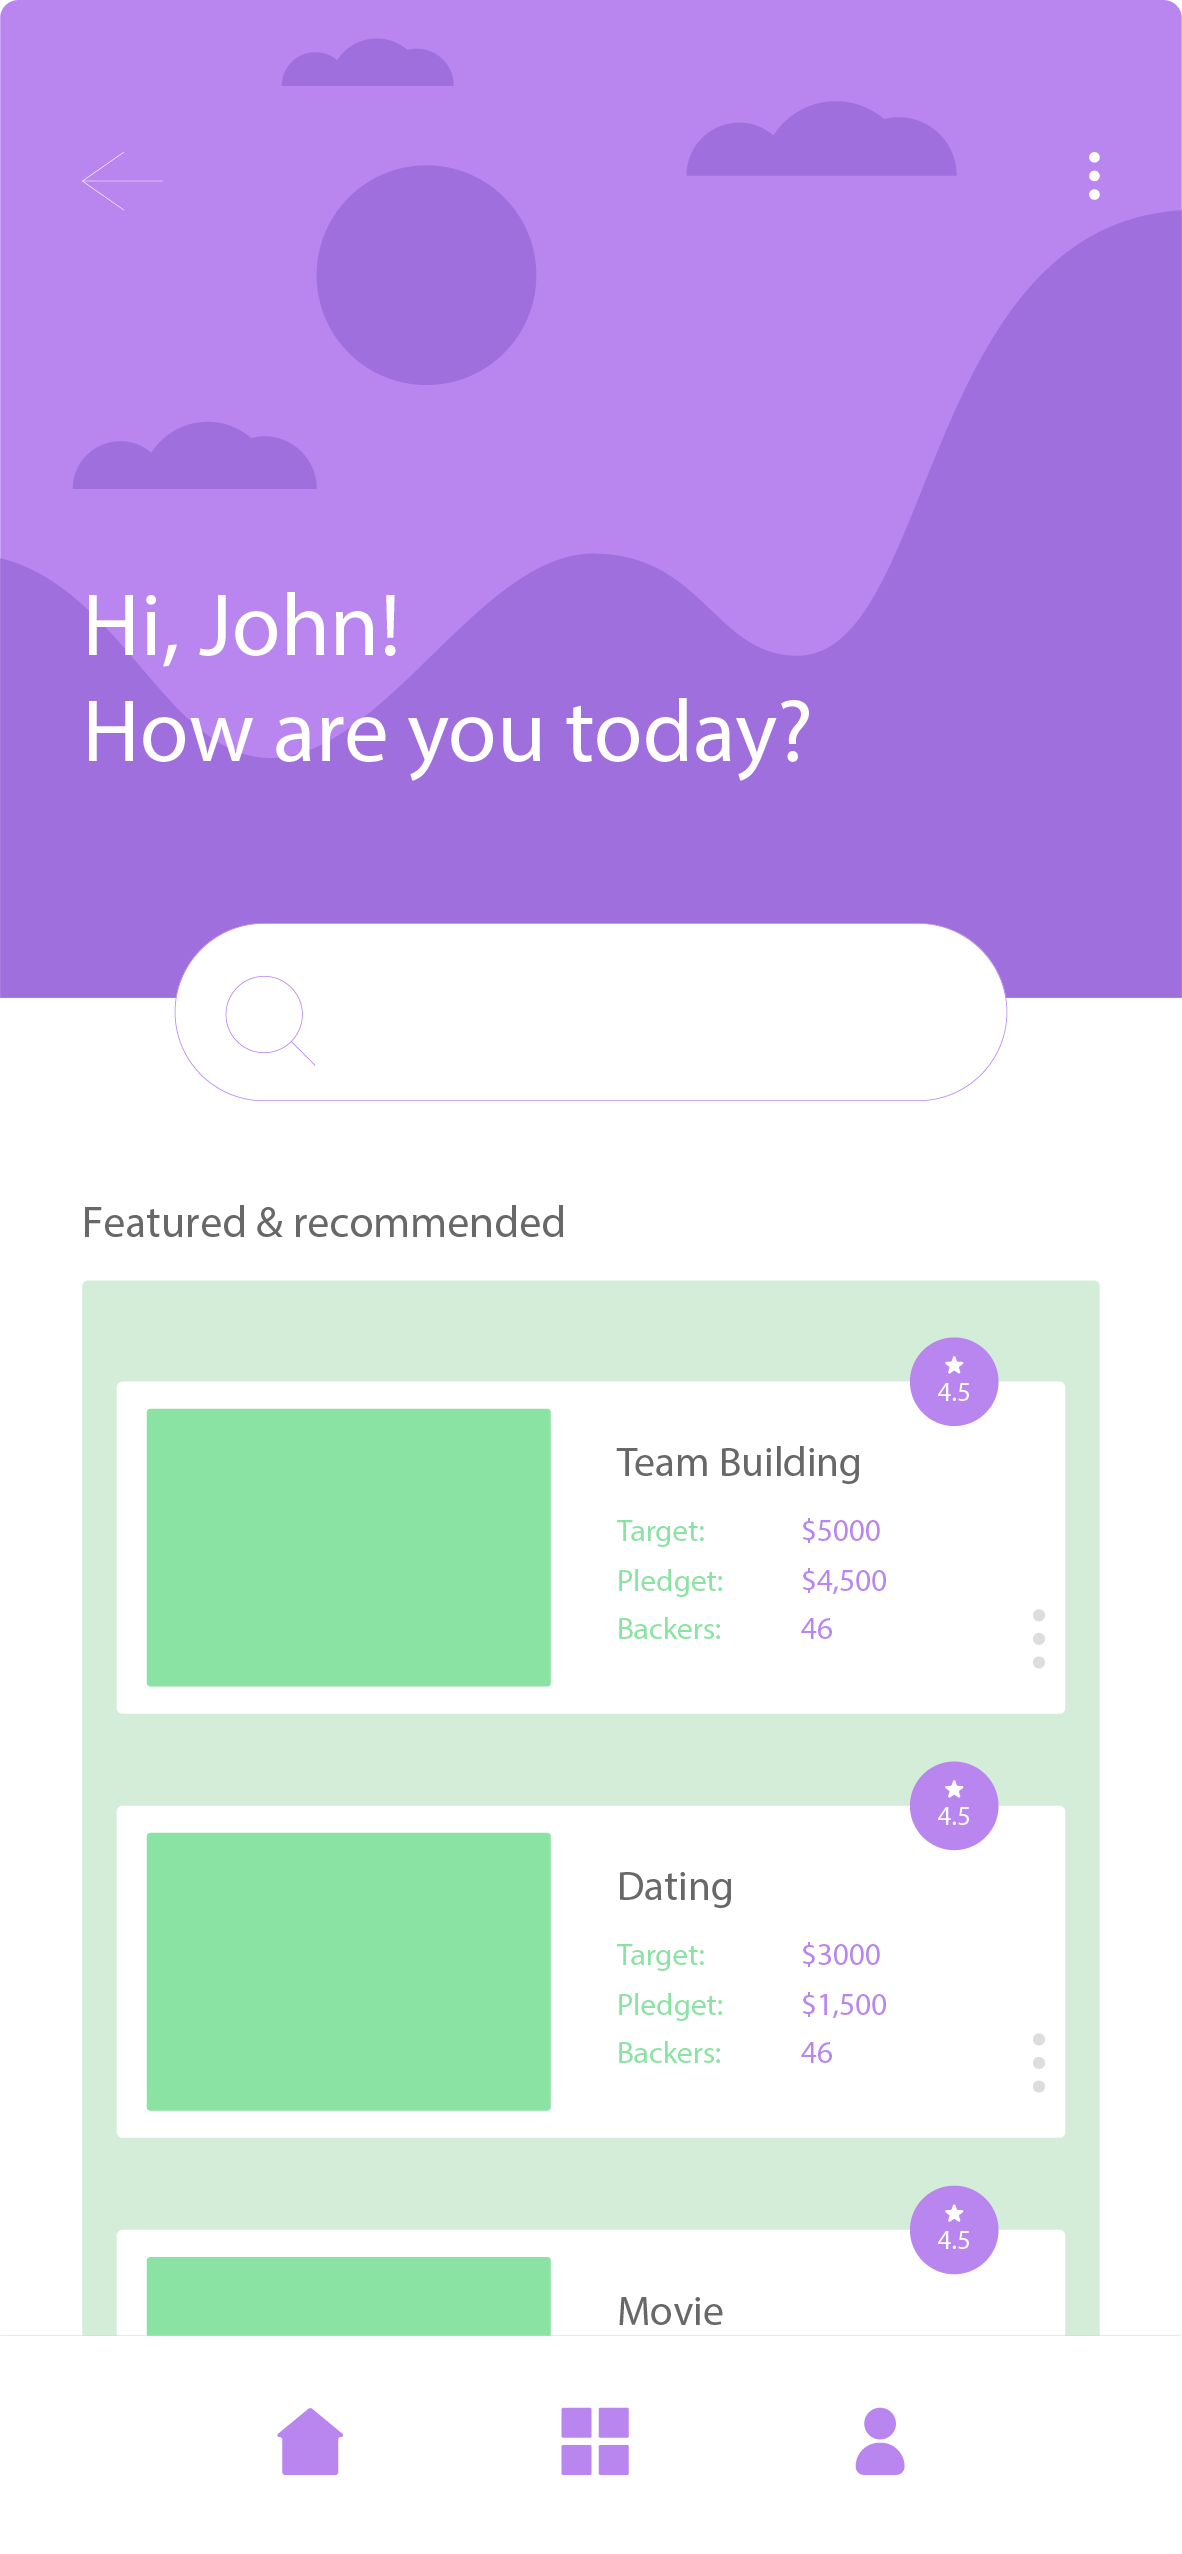 Hi, John!
How are you today?
Featured & recommended
4.5
Team Building
Target: $5000
Pledget: $4,500
Backers: 46
4.5
Dating
Target: $3000
Pledget: $1,500
Backers: 46
4.5
Movie